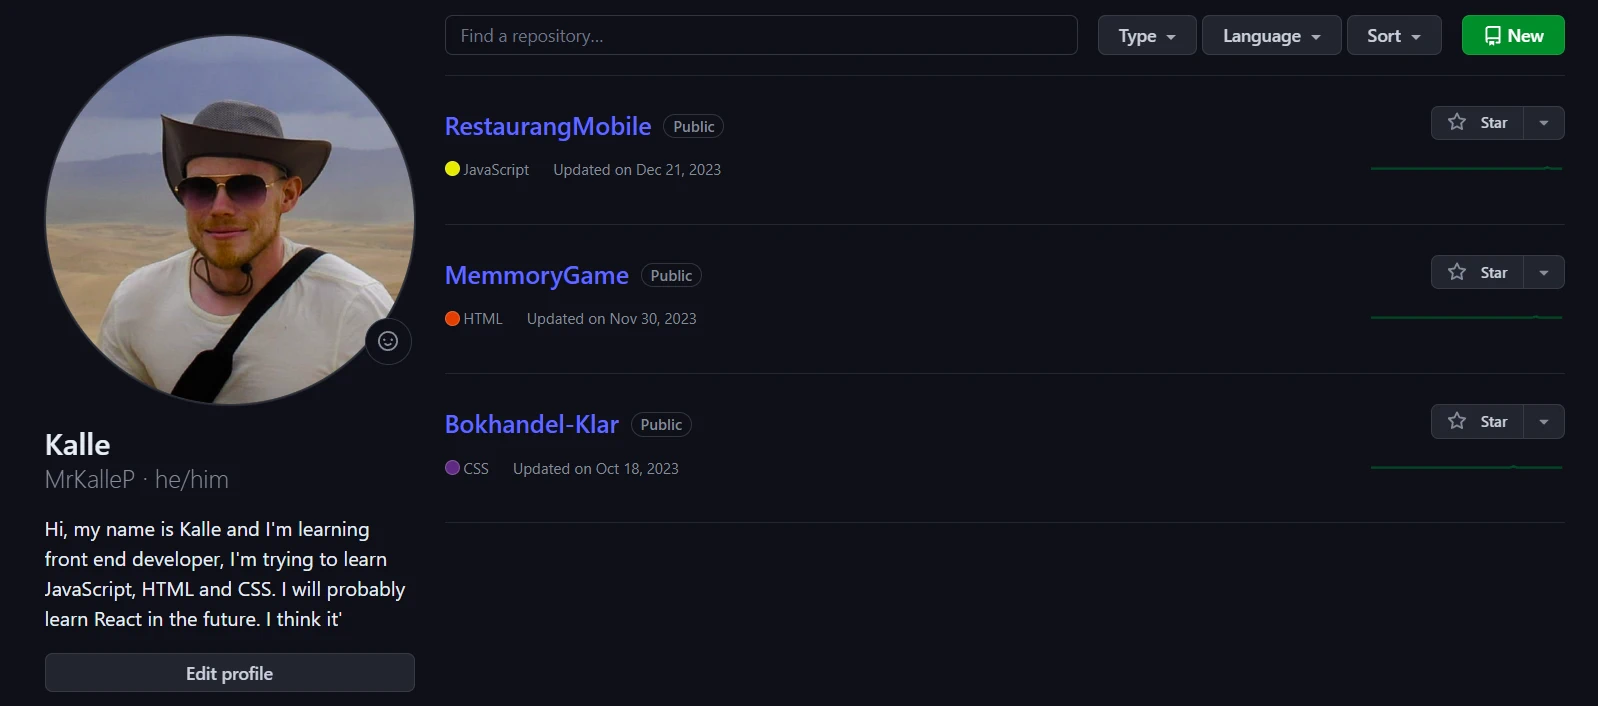 Find a repository...
Type
Language
Sort
New
RestaurangMobile
Public
Star
JavaScript
Updated on Dec 21, 2023
MemmoryGame
Public
Star
HTML
Updated on Nov 30, 2023
Bokhandel-Klar
Public
Star
CSS
Updated on Oct 18, 2023
Kalle
MrKalleP · he/him
Hi, my name is Kalle and I'm learning
front end developer, I'm trying to learn
JavaScript, HTML and CSS. I will probably
learn React in the future. I think it'
Edit profile